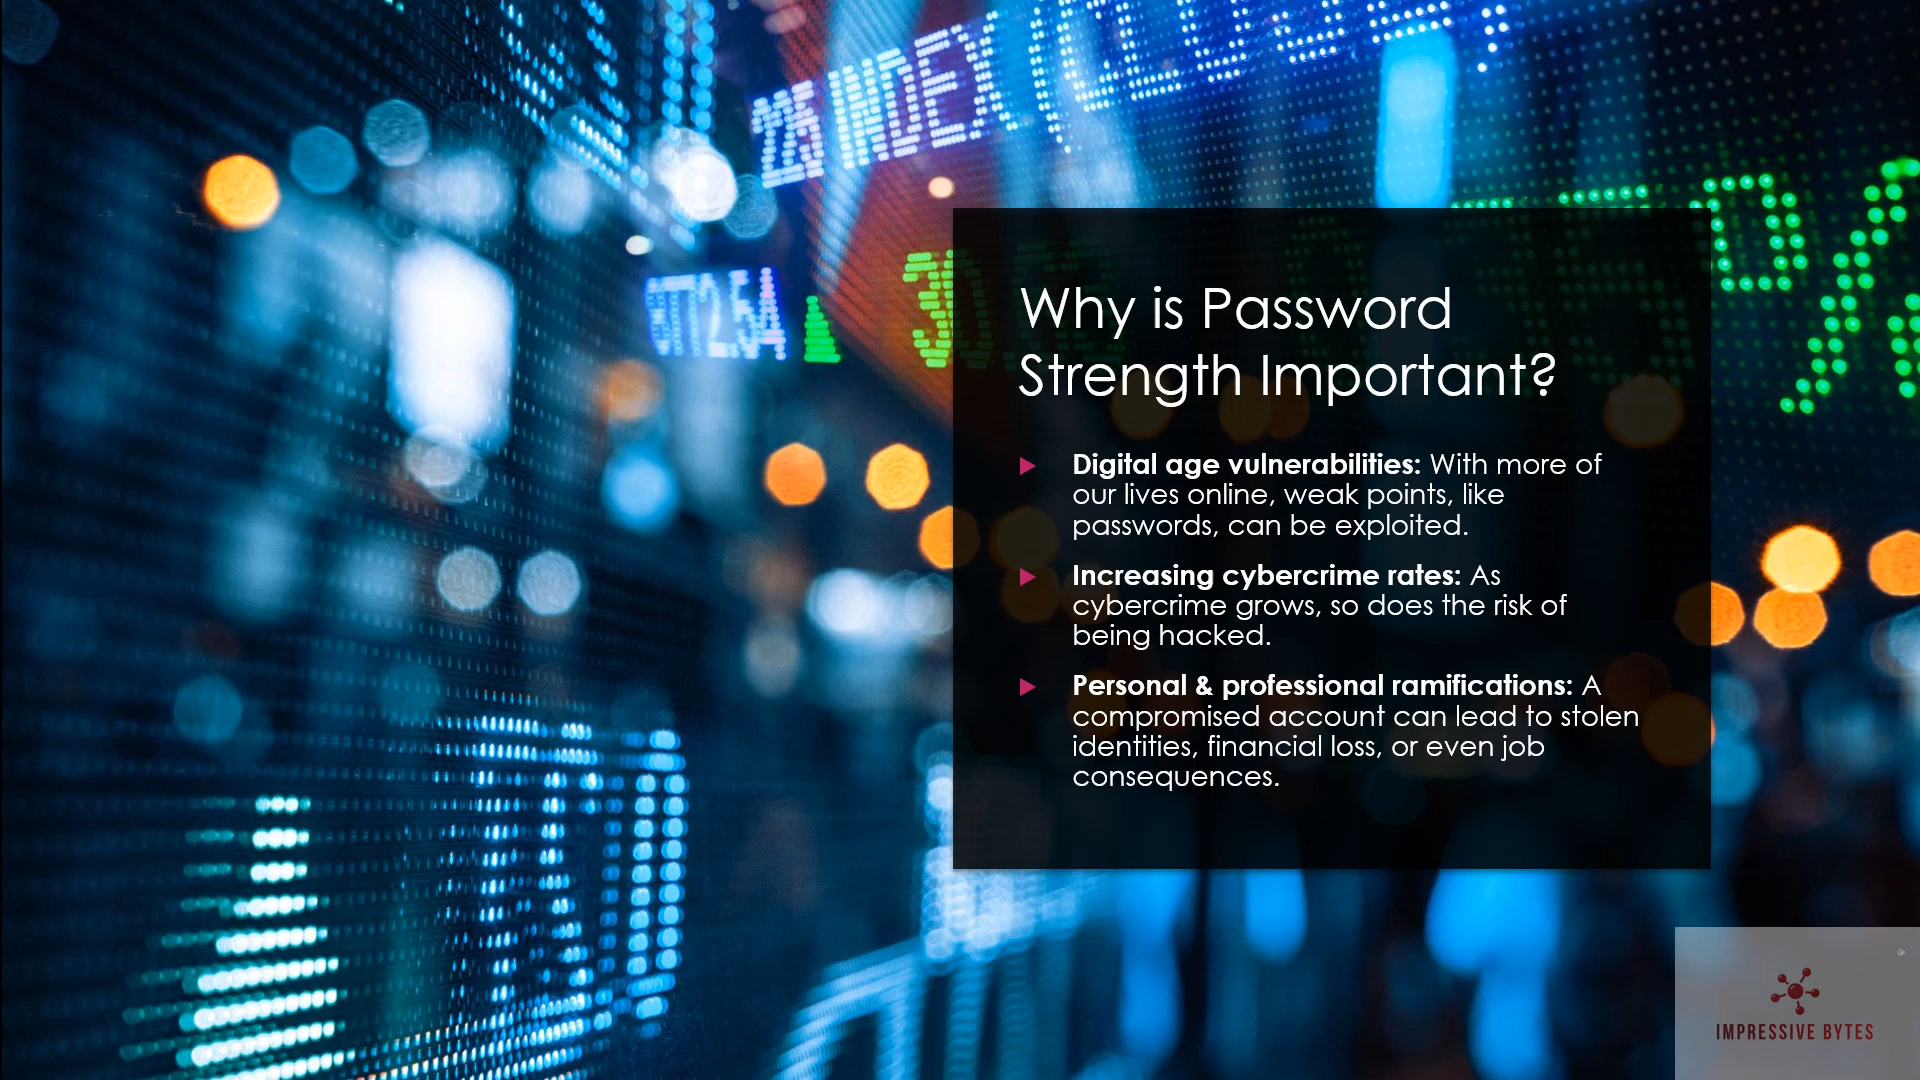 Why is Password
Strength Important?
Digital age vulnerabilities: With more of
our lives online, weak points, like
passwords, can be exploited.
Increasing cybercrime rates: As
cybercrime grows, so does the risk of
being hacked.
Personal & professional ramifications: A
compromised account can lead to stolen
identities, financial loss, or even job
consequences.
IMPRESSIVE BYTES